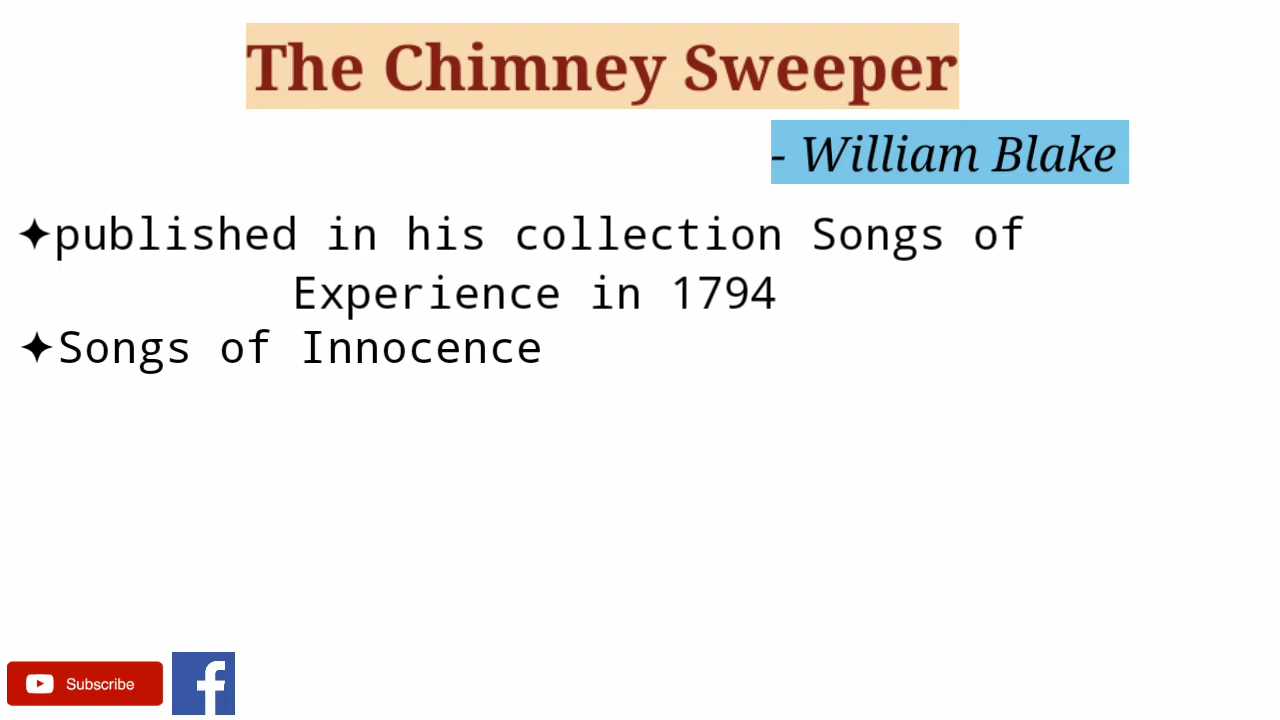 The Chimney Sweeper
- William Blake
✦published in his collection Songs of
Experience in 1794
✦Songs of Innocence
Subscribe